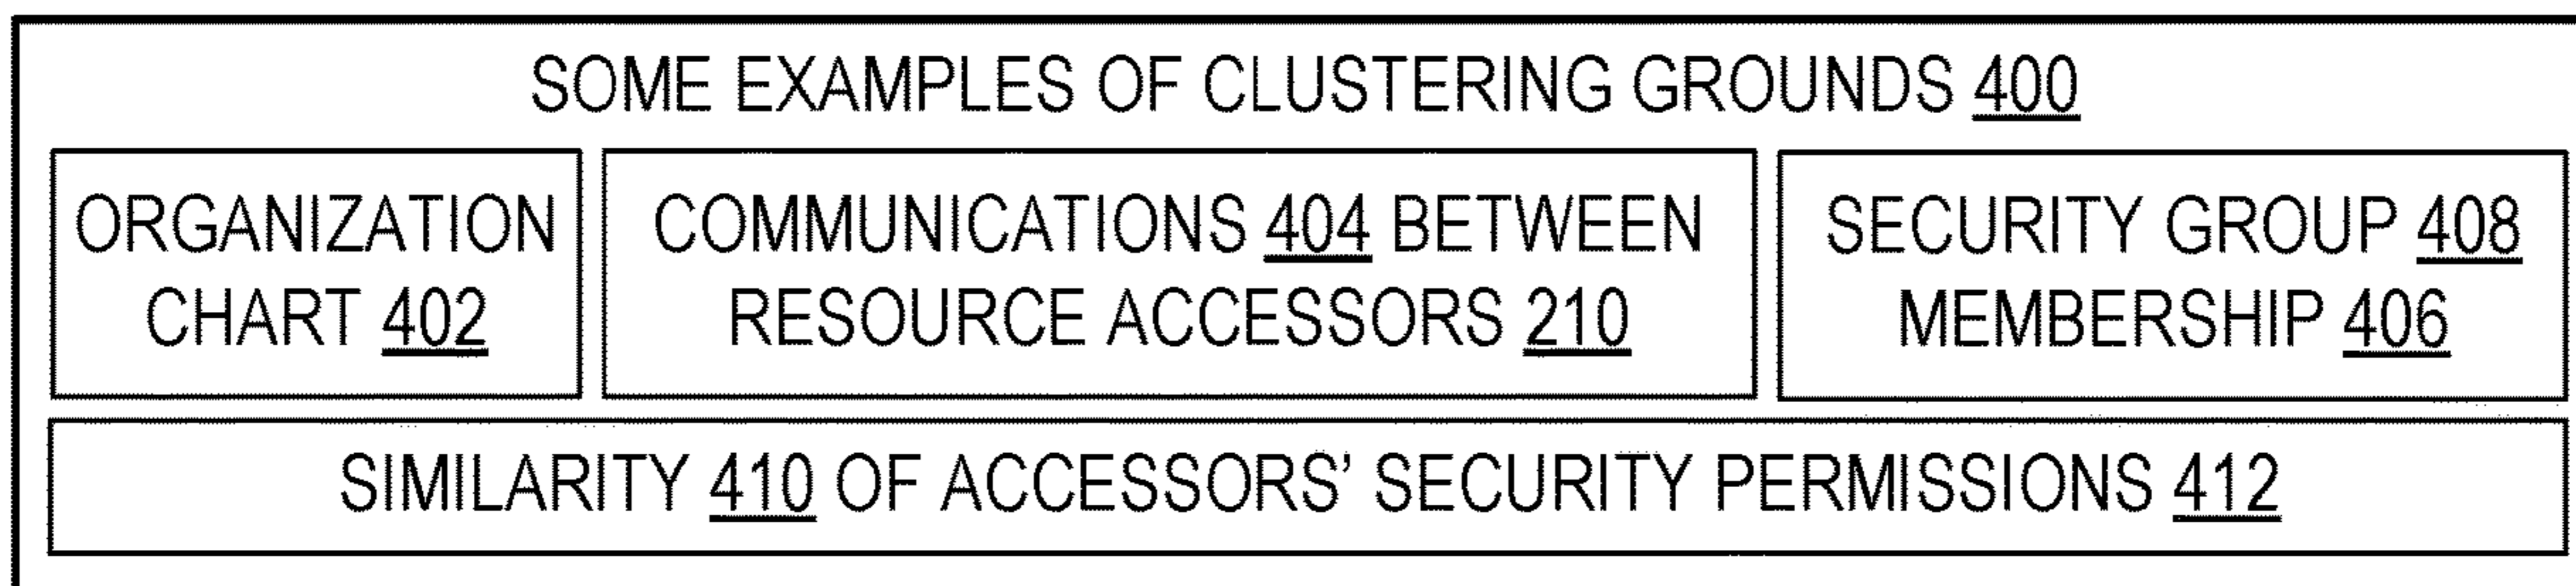 SOME EXAMPLES OF CLUSTERING GROUNDS 400
ORGANIZATION
CHART 402
COMMUNICATIONS 404 BETWEEN
RESOURCE ACCESSORS 210
SECURITY GROUP 408
MEMBERSHIP 406
SIMILARITY 410 OF ACCESSORS’ SECURITY PERMISSIONS 412